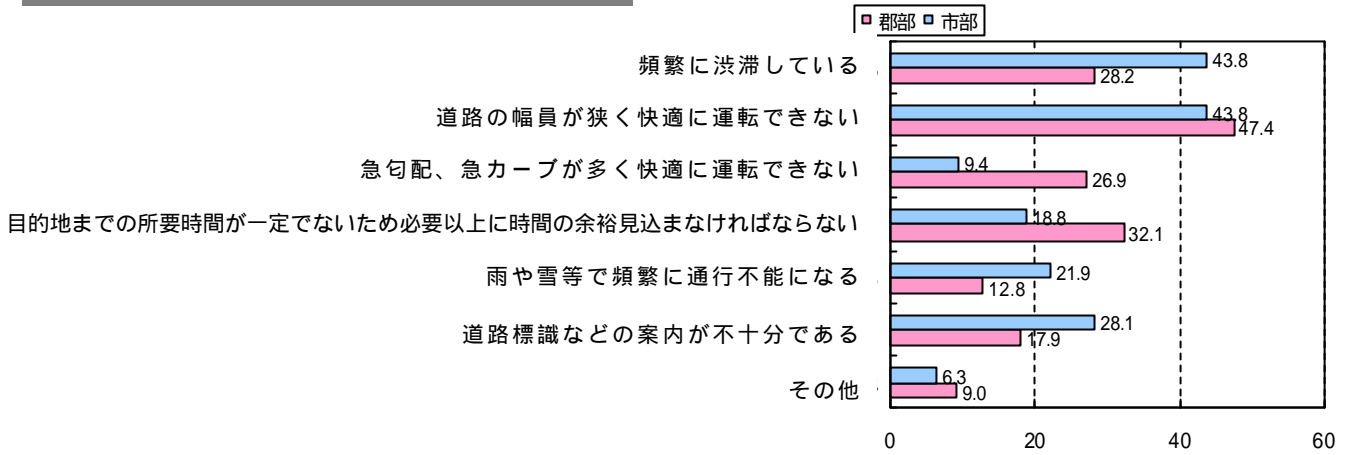 郡部 市部
頻繁に渋滞している
43.8
28.2
道路の幅員が狭く快適に運転できない
43.8
47.4
急匂配、急カーブが多く快適に運転できない
9.4
26.9
目的地までの所要時間が一定でないため必要以上に時間の余裕見込まなければならない
18.8
32.1
雨や雪等で頻繁に通行不能になる
21.9
12.8
道路標識などの案内が不十分である
28.1
17.9
その他
6.3
9.0
0 20 40 60